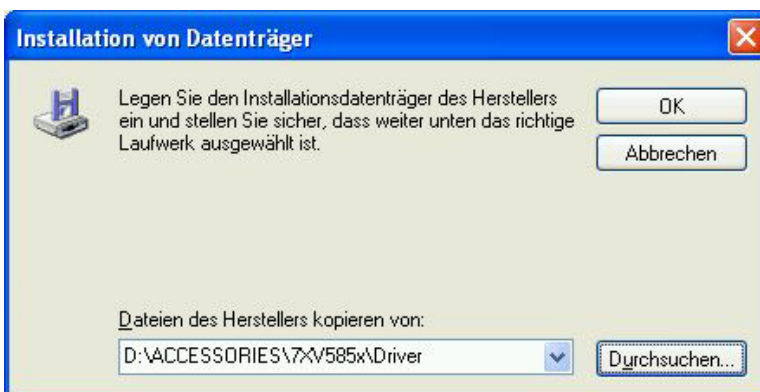 Installation von Datenträger
Legen Sie den Installationsdatenträger des Herstellers
ein und stellen Sie sicher, dass weiter unten das richtige
Laufwerk ausgewählt ist.
OK
Abbrechen
Dateien des Herstellers kopieren von:
D:\ACCESSORIES\7XV585x\Driver
Durchsuchen...